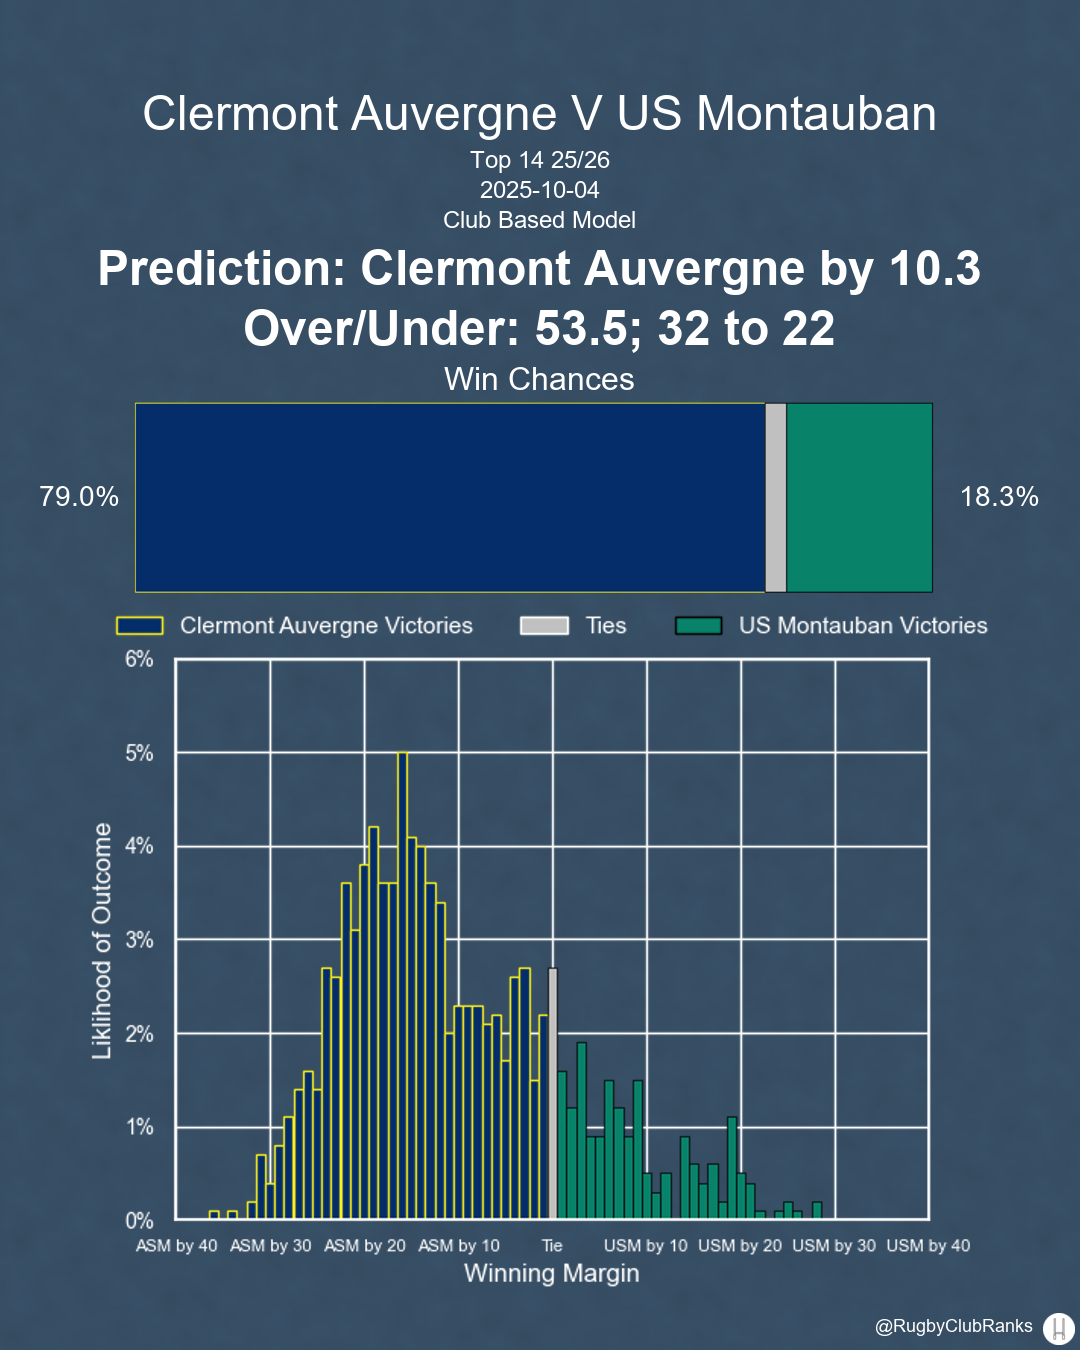 Clermont Auvergne V US Montauban
Top 14 25/26
2025-10-04
Club Based Model
Prediction: Clermont Auvergne by 10.3
Over/Under: 53.5; 32 to 22
Win Chances
79.0%
18.3%
Clermont Auvergne Victories
Ties
US Montauban Victories
6%
5%
4%
3%
2%
1%
0%
Liklihood of Outcome
ASM by 40
ASM by 30
ASM by 20
ASM by 10
Tie
USM by 10
USM by 20
USM by 30
USM by 40
Winning Margin
@RugbyClubRanks